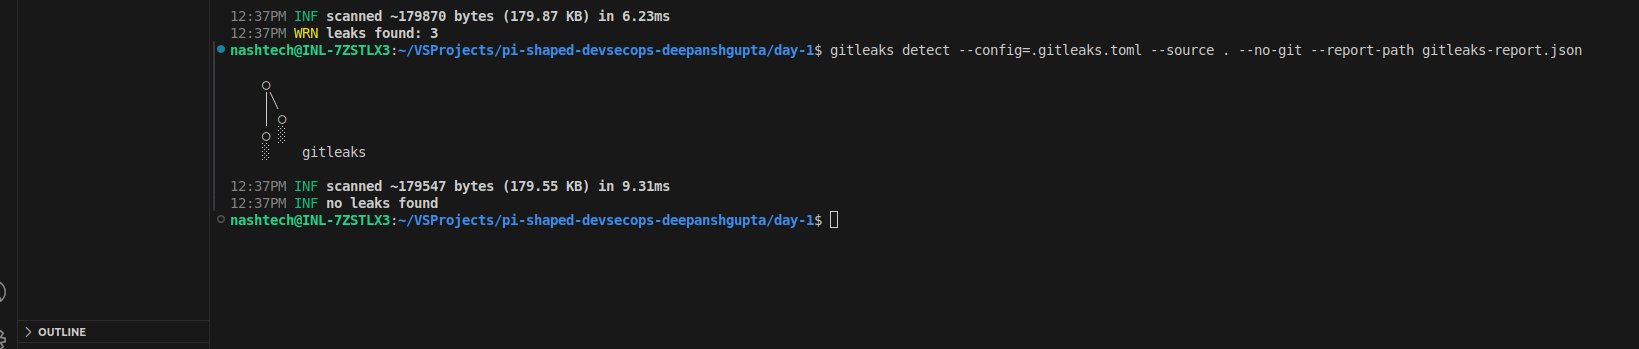 12:37PM INF scanned ~179870 bytes (179.87 KB) in 6.23ms
12:37PM WRN leaks found: 3
nashtech@INL-7ZSTLX3:~/VSProjects/pi-shaped-devsecops-deepanshgupta/day-1$ gitleaks detect --config=.gitleaks.toml --source . --no-git --report-path gitleaks-report.json
gitleaks
12:37PM INF scanned ~179547 bytes (179.55 KB) in 9.31ms
12:37PM INF no leaks found
nashtech@INL-7ZSTLX3:~/VSProjects/pi-shaped-devsecops-deepanshgupta/day-1$
OUTLINE